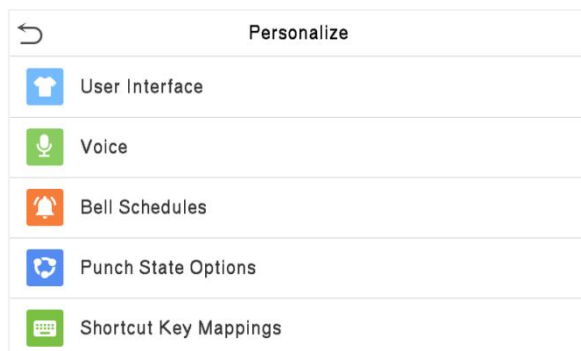 Personalize
User Interface
Voice
Bell Schedules
Punch State Options
Shortcut Key Mappings